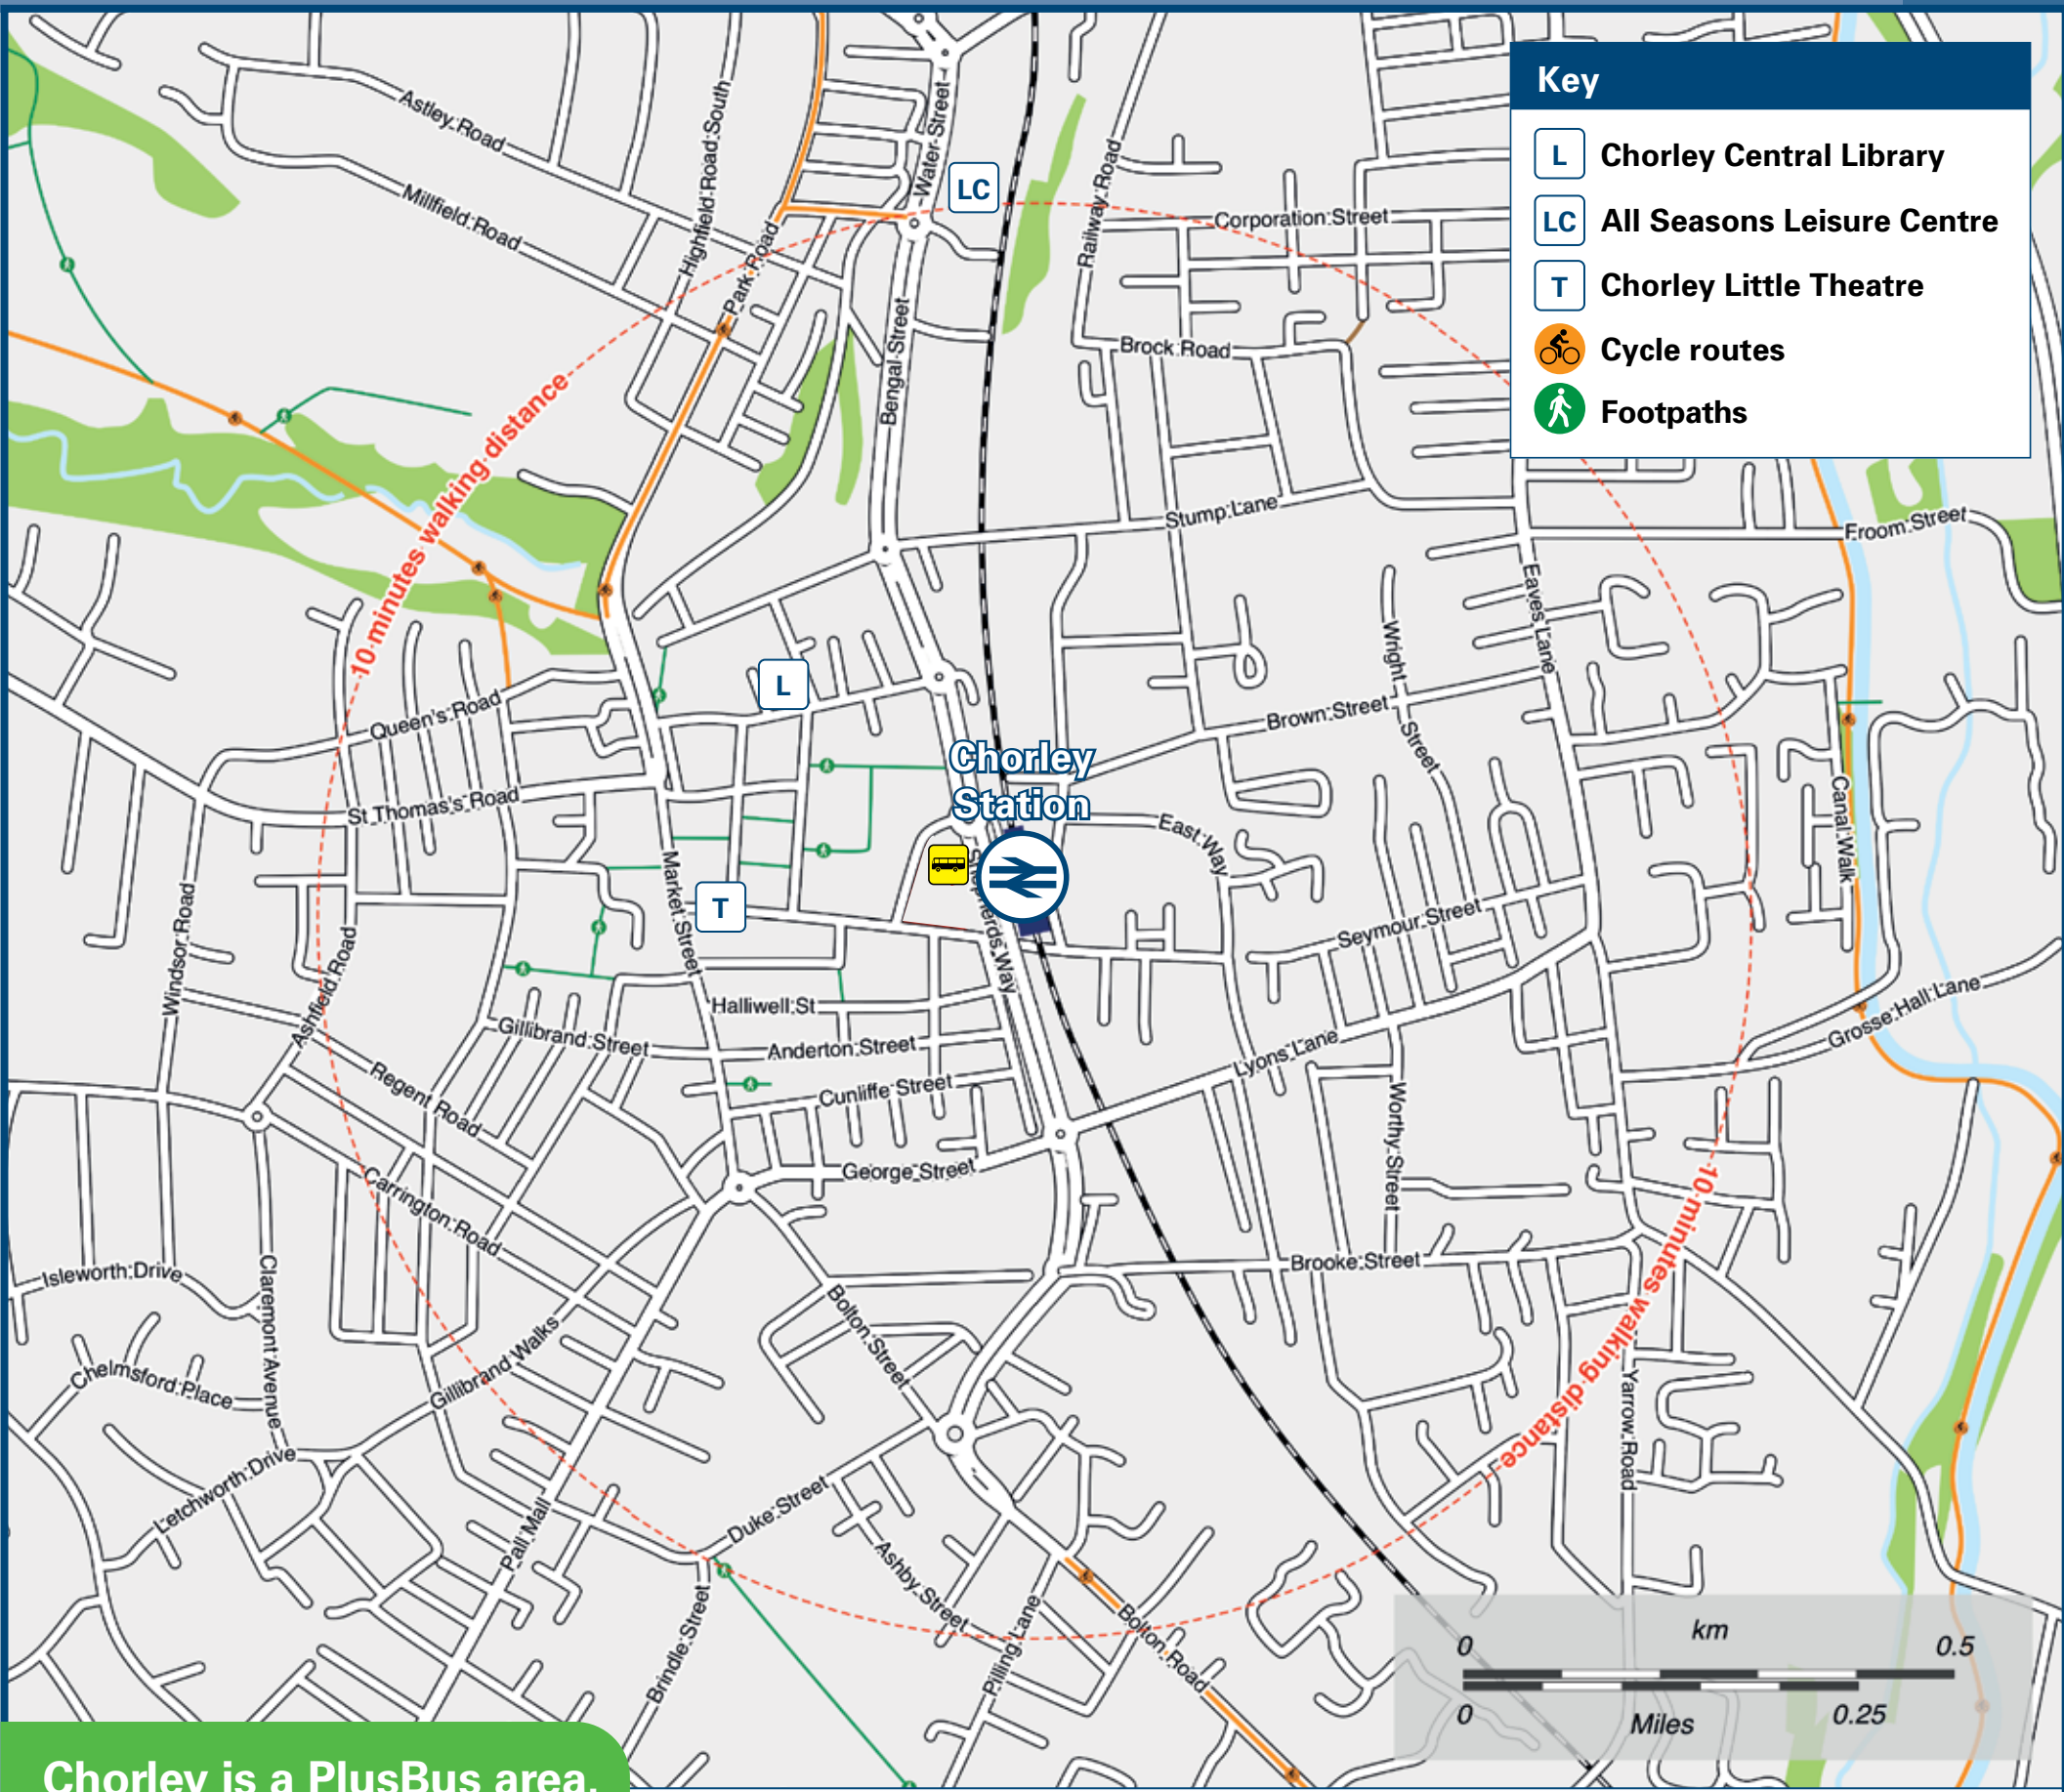 Key
L Chorley Central Library
LC All Seasons Leisure Centre
T Chorley Little Theatre
Cycle routes
Footpaths
Astley Road
Millfield Road
Highfield Road South
Park Road
Water Street
LC
Railway Road
Corporation Street
Bengal Street
Brock Road
10 minutes walking distance
Stump Lane
Froom Street
Eaves Lane
Wright Street
Queen's Road
L
Brown Street
Chorley
Station
St Thomas's Road
East Way
Canal Walk
Market Street
T
Shepherds Way
Seymour Street
Windsor Road
Ashfield Road
Halliwell St
Grosse Hall Lane
Gillibrand Street
Anderton Street
Lyons Lane
Regent Road
Cunliffe Street
Worthy Street
George Street
Carrington Road
10 minutes walking distance
Isleworth Drive
Claremont Avenue
Brooke Street
Bolton Street
Chelmsford Place
Gillibrand Walks
Yarrow Road
Letchworth Drive
Pall Mall
Duke Street
Ashby Street
Brindle Street
Pilling Lane
Bolton Road
km
0 0.5
0 0.25
Miles
Chorley is a PlusBus area.